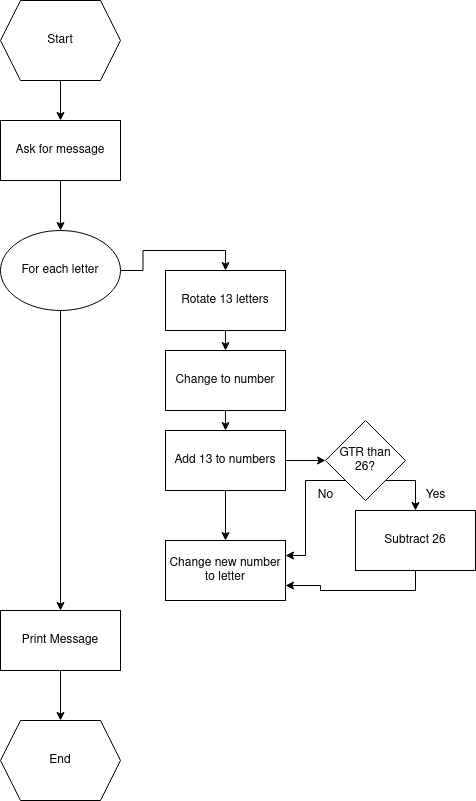 Start
Ask for message
For each letter
Rotate 13 letters
Change to number
Add 13 to numbers
GTR than
26?
No
Yes
Subtract 26
Change new number
to letter
Print Message
End